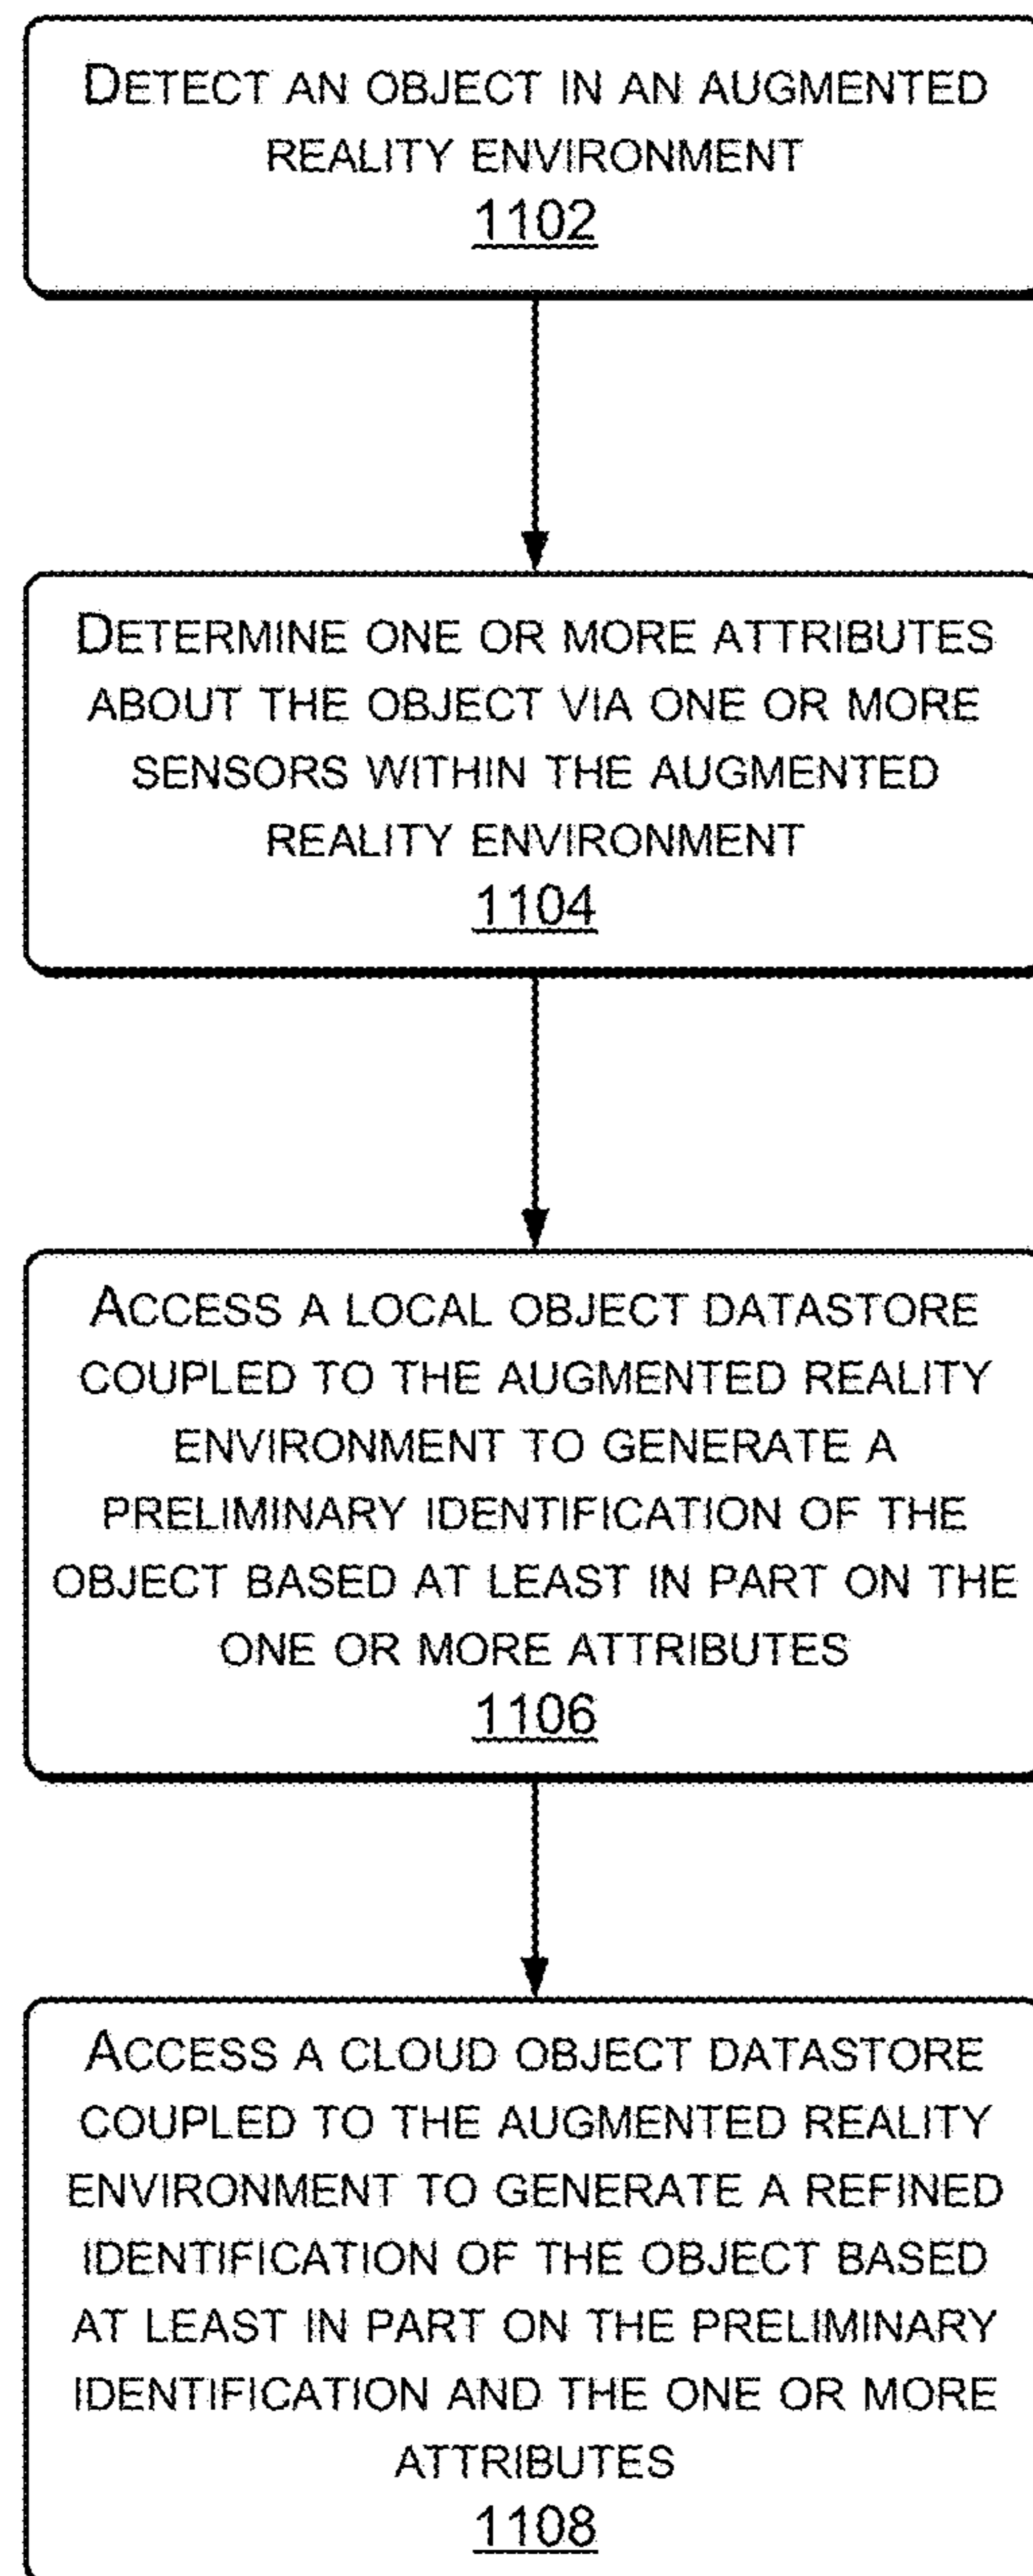 DETECT AN OBJECT IN AN AUGMENTED
REALITY ENVIRONMENT
1102
DETERMINE ONE OR MORE ATTRIBUTES
ABOUT THE OBJECT VIA ONE OR MORE
SENSORS WITHIN THE AUGMENTED
REALITY ENVIRONMENT
1104
ACCESS A LOCAL OBJECT DATASTORE
COUPLED TO THE AUGMENTED REALITY
ENVIRONMENT TO GENERATE A
PRELIMINARY IDENTIFICATION OF THE
OBJECT BASED AT LEAST IN PART ON THE
ONE OR MORE ATTRIBUTES
1106
ACCESS A CLOUD OBJECT DATASTORE
COUPLED TO THE AUGMENTED REALITY
ENVIRONMENT TO GENERATE A REFINED
IDENTIFICATION OF THE OBJECT BASED
AT LEAST IN PART ON THE PRELIMINARY
IDENTIFICATION AND THE ONE OR MORE
ATTRIBUTES
1108